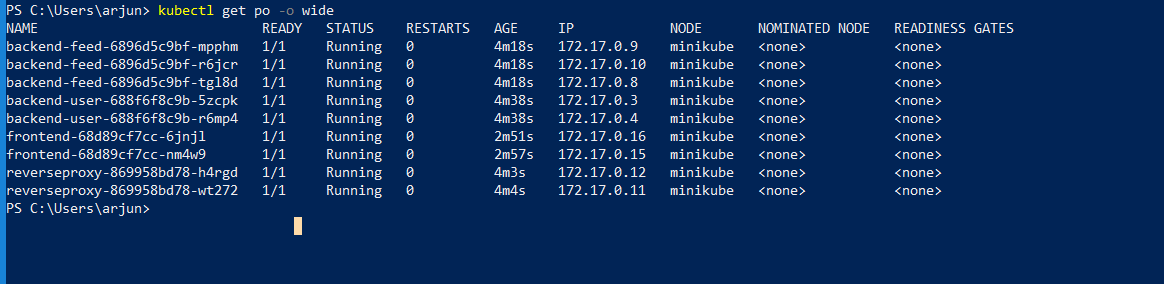 PS C:\Users\arjun> kubectl get po -o wide
NAME READY STATUS RESTARTS AGE IP NODE NOMINATED NODE READINESS GATES
backend-feed-6896d5c9bf-mpphm 1/1 Running 0 4m18s 172.17.0.9 minikube <none> <none>
backend-feed-6896d5c9bf-r6jcr 1/1 Running 0 4m18s 172.17.0.10 minikube <none> <none>
backend-feed-6896d5c9bf-tgl8d 1/1 Running 0 4m18s 172.17.0.8 minikube <none> <none>
backend-user-688f6f8c9b-5zcpk 1/1 Running 0 4m38s 172.17.0.3 minikube <none> <none>
backend-user-688f6f8c9b-r6mp4 1/1 Running 0 4m38s 172.17.0.4 minikube <none> <none>
frontend-68d89cf7cc-6jnjl 1/1 Running 0 2m51s 172.17.0.16 minikube <none> <none>
frontend-68d89cf7cc-nm4w9 1/1 Running 0 2m57s 172.17.0.15 minikube <none> <none>
reverseproxy-869958bd78-h4rgd 1/1 Running 0 4m3s 172.17.0.12 minikube <none> <none>
reverseproxy-869958bd78-wt272 1/1 Running 0 4m4s 172.17.0.11 minikube <none> <none>
PS C:\Users\arjun>